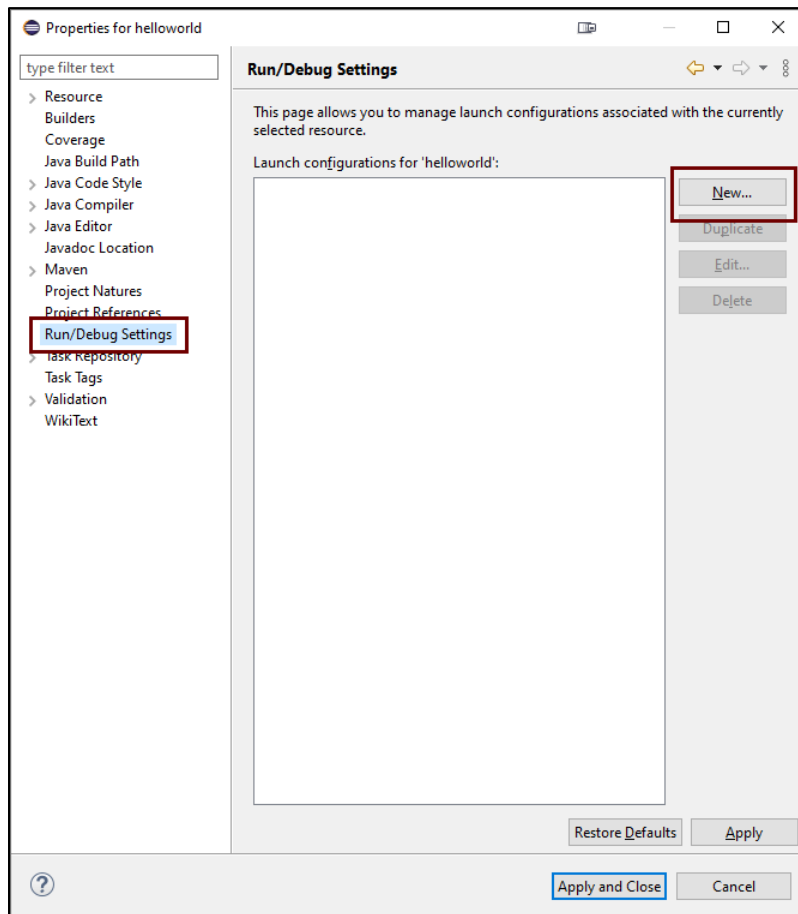 Properties for helloworld
type filter text
Resource
Builders
Coverage
Java Build Path
Java Code Style
Java Compiler
Java Editor
Javadoc Location
Maven
Project Natures
Project References
Run/Debug Settings
Task Repository
Task Tags
Validation
WikiText
Run/Debug Settings
This page allows you to manage launch configurations associated with the currently
selected resource.
Launch configurations for 'helloworld':
New...
Duplicate
Edit...
Delete
Restore Defaults
Apply
?
Apply and Close
Cancel